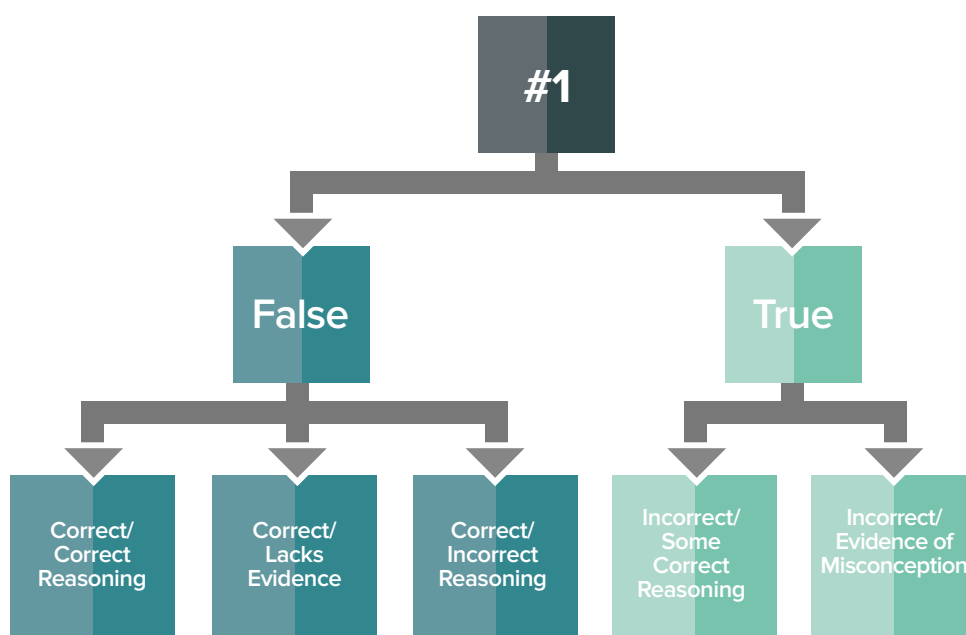 #1
False
True
Correct/
Correct
Reasoning
Correct/
Lacks
Evidence
Correct/
Incorrect
Reasoning
Incorrect/
Some
Correct
Reasoning
Incorrect/
Evidence of
Misconception